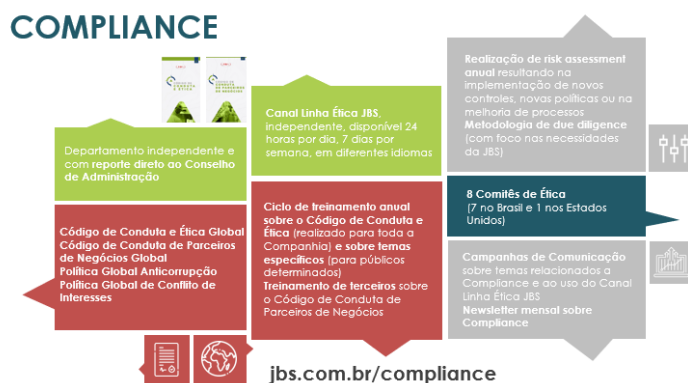 COMPLIANCE
CONDUTA
E ÉTICA
Departamento independente e
com reporte direto ao Conselho
de Administração
Canal Linha Ética JBS,
independente, disponível 24
horas por dia, 7 dias por
semana, em diferentes idiomas
Realização de risk assessment
anual resultando na
implementação de novos
controles, novas políticas ou na
melhoria de processos
Metodologia de due diligence
(com foco nas necessidades
da JBS)
Código de Conduta e Ética Global
Código de Conduta de Parceiros
de Negócios Global
Política Global Anticorrupção
Política Global de Conflito de
Interesses
Ciclo de treinamento anual
sobre o Código de Conduta e
Ética (realizado para toda a
Companhia) e sobre temas
específicos (para públicos
determinados)
Treinamento de terceiros sobre
o Código de Conduta de
Parceiros de Negócios
8 Comitês de Ética
(7 no Brasil e 1 nos Estados
Unidos)
Campanhas de Comunicação
sobre temas relacionados a
Compliance e ao uso do Canal
Linha Ética JBS
Newsletter mensal sobre
Compliance
jbs.com.br/compliance